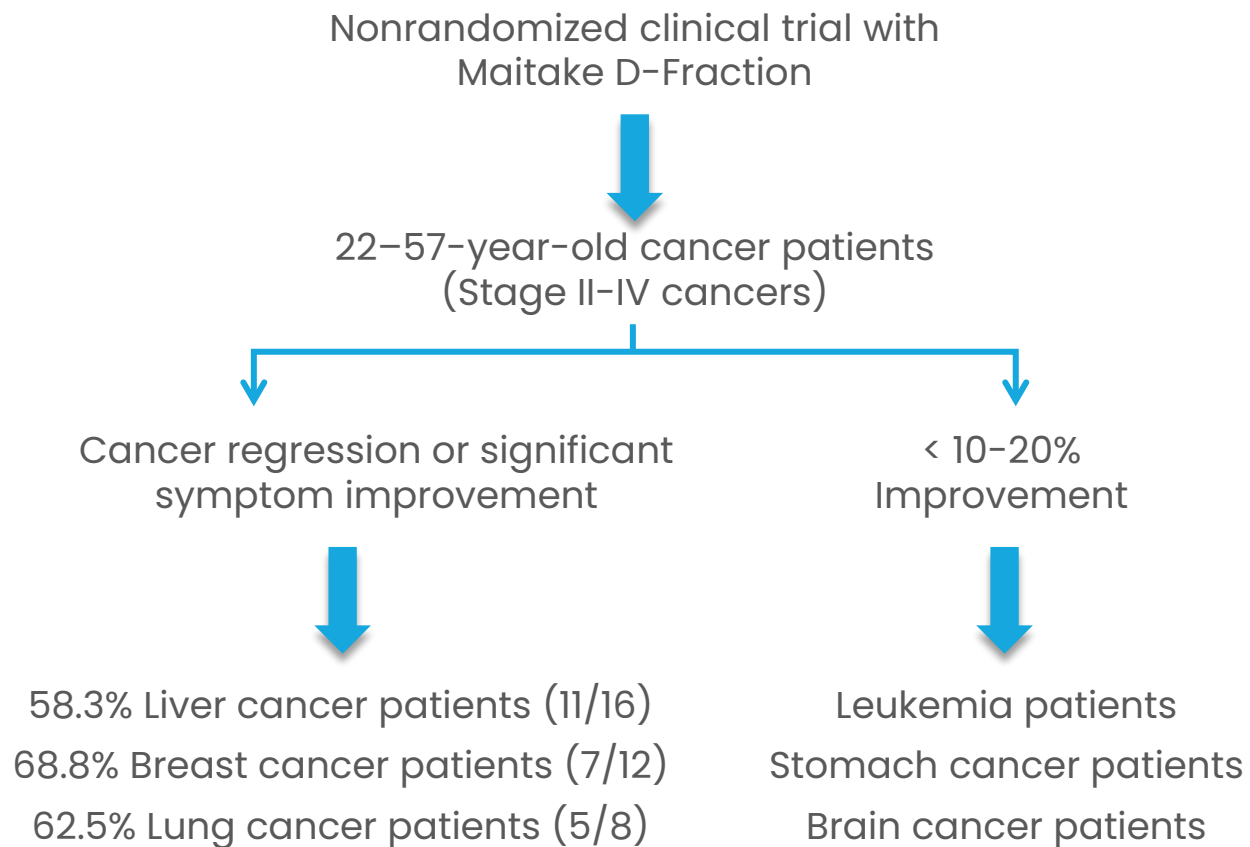 Nonrandomized clinical trial with
Maitake D-Fraction
22–57-year-old cancer patients
(Stage II-IV cancers)
Cancer regression or significant
symptom improvement
< 10-20%
Improvement
58.3% Liver cancer patients (11/16)
68.8% Breast cancer patients (7/12)
62.5% Lung cancer patients (5/8)
Leukemia patients
Stomach cancer patients
Brain cancer patients